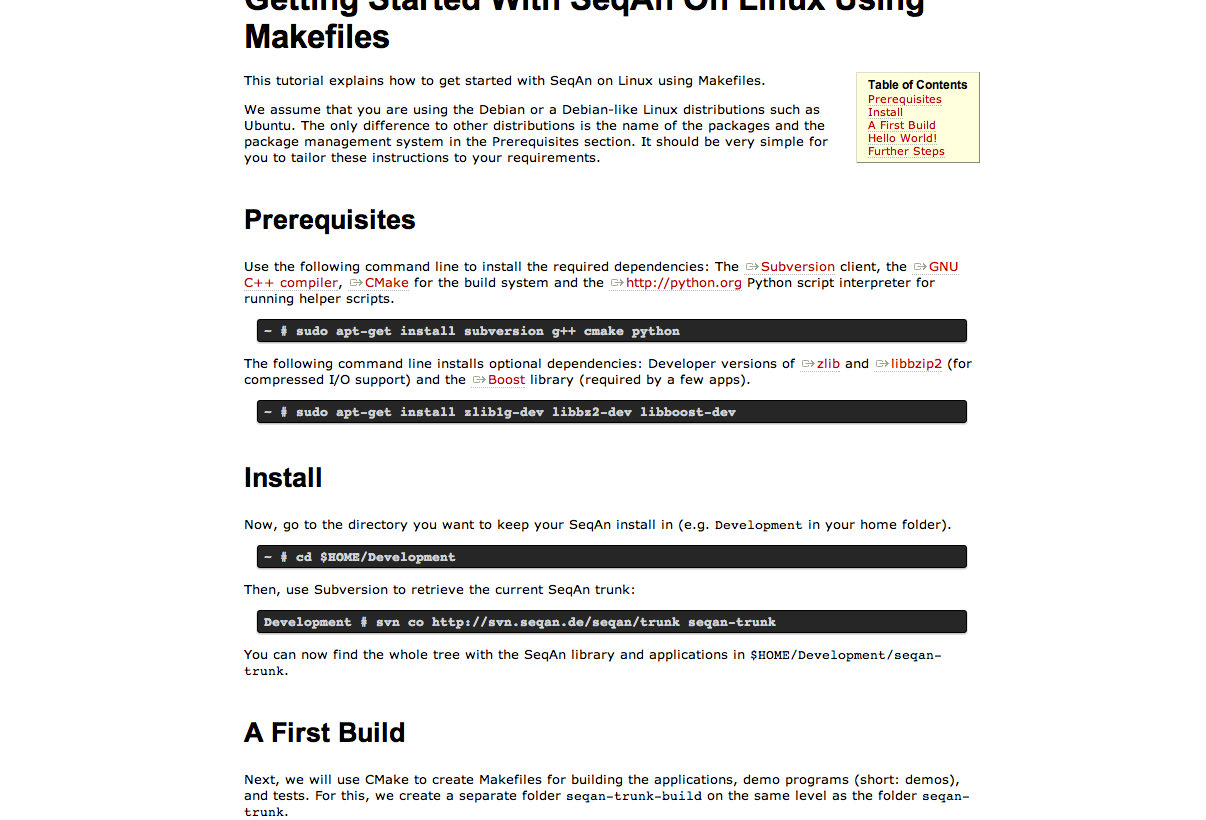 Getting Started With SeqAn On Linux Using
Makefiles
This tutorial explains how to get started with SeqAn on Linux using Makefiles.
We assume that you are using the Debian or a Debian-like Linux distributions such as
Ubuntu. The only difference to other distributions is the name of the packages and the
package management system in the Prerequisites section. It should be very simple for
you to tailor these instructions to your requirements.
Table of Contents
Prerequisites
Install
A First Build
Hello World!
Further Steps
Prerequisites
Use the following command line to install the required dependencies: The Subversion client, the GNU
C++ compiler, CMake for the build system and the http://python.org Python script interpreter for
running helper scripts.
~ # sudo apt-get install subversion g++ cmake python
The following command line installs optional dependencies: Developer versions of zlib and libbzip2 (for
compressed I/O support) and the Boost library (required by a few apps).
~ # sudo apt-get install zlib1g-dev libbz2-dev libboost-dev
Install
Now, go to the directory you want to keep your SeqAn install in (e.g. Development in your home folder).
~ # cd $HOME/Development
Then, use Subversion to retrieve the current SeqAn trunk:
Development # svn co http://svn.seqan.de/seqan/trunk seqan-trunk
You can now find the whole tree with the SeqAn library and applications in $HOME/Development/seqan-
trunk.
A First Build
Next, we will use CMake to create Makefiles for building the applications, demo programs (short: demos),
and tests. For this, we create a separate folder seqan-trunk-build on the same level as the folder seqan-
trunk.